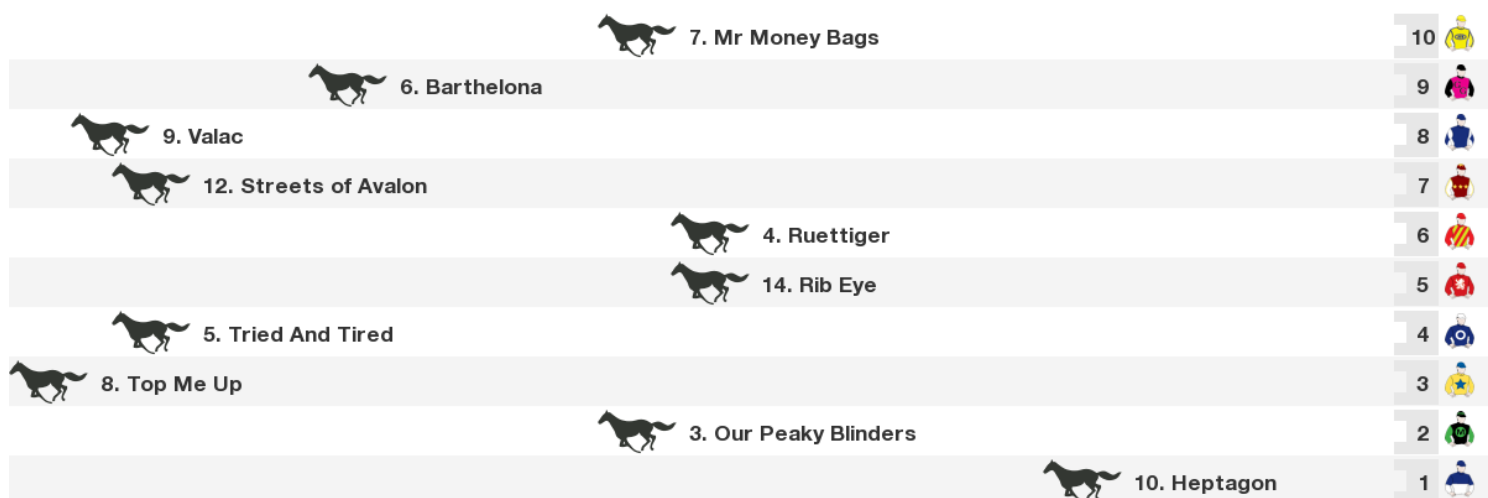 7. Mr Money Bags 10
6. Barthelona 9
9. Valac 8
12. Streets of Avalon 7
4. Ruettiger 6
14. Rib Eye 5
5. Tried And Tired 4
8. Top Me Up 3
3. Our Peaky Blinders 2
10. Heptagon 1